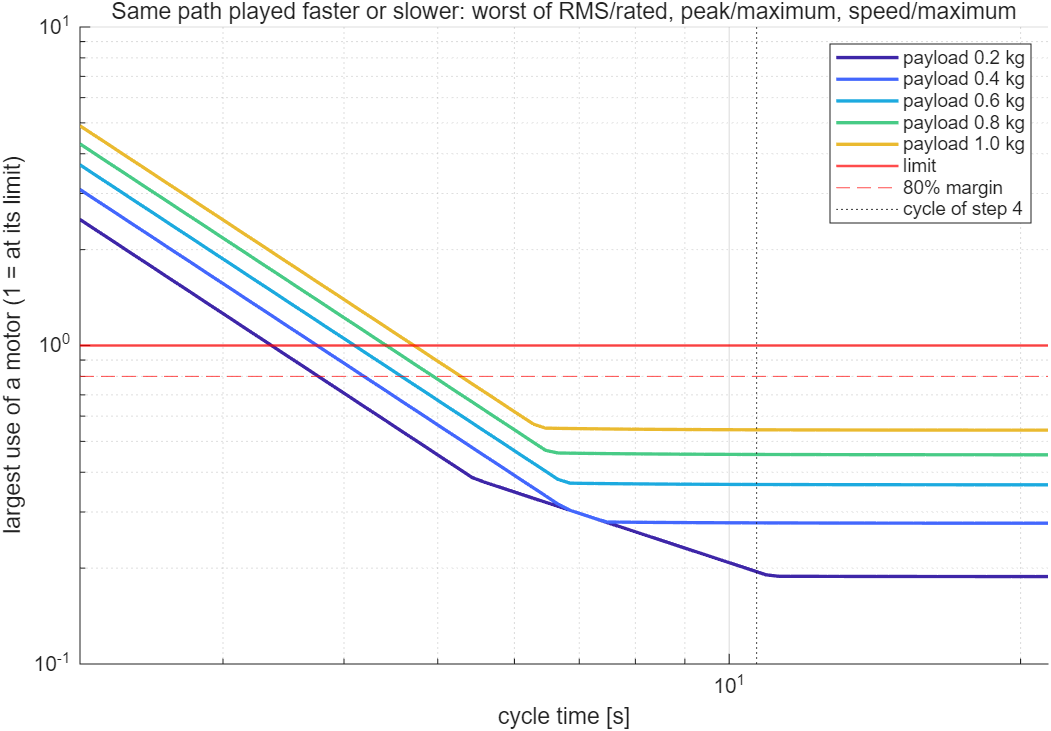 Same path played faster or slower: worst of RMS/rated, peak/maximum, speed/maximum
10^1
10^0
10^-1
largest use of a motor (1 = at its limit)
payload 0.2 kg
payload 0.4 kg
payload 0.6 kg
payload 0.8 kg
payload 1.0 kg
limit
80% margin
cycle of step 4
10^1
cycle time [s]